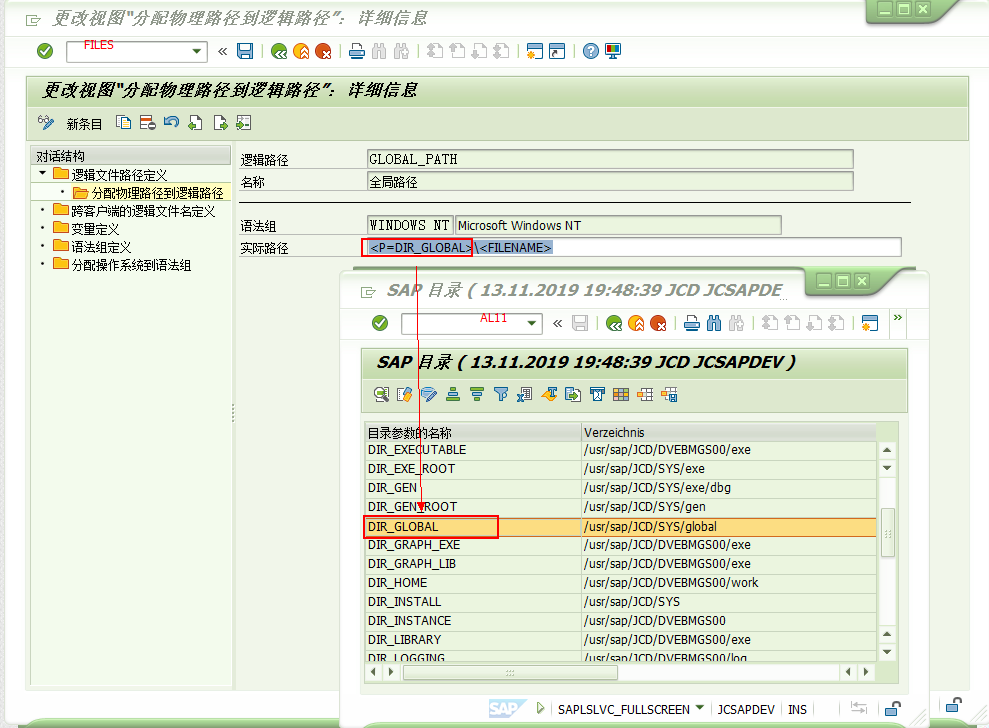 更改视图“分配物理路径到逻辑路径”：详细信息
FILES
更改视图“分配物理路径到逻辑路径”：详细信息
新条目
对话结构
逻辑文件路径定义
分配物理路径到逻辑路径
跨客户端的逻辑文件名定义
变量定义
语法组定义
分配操作系统到语法组
逻辑路径 GLOBAL_PATH
名称 全局路径
语法组 WINDOWS NT Microsoft Windows NT
实际路径 <P=DIR_GLOBAL>\<FILENAME>
SAP 目录 ( 13.11.2019 19:48:39 JCD JCSAPDE...
AL11
SAP 目录 ( 13.11.2019 19:48:39 JCD JCSAPDEV )
目录参数的名称 Verzeichnis
DIR_EXECUTABLE /usr/sap/JCD/DVEBMGS00/exe
DIR_EXE_ROOT /usr/sap/JCD/SYS/exe
DIR_GEN /usr/sap/JCD/SYS/exe/dbg
DIR_GEN_ROOT /usr/sap/JCD/SYS/gen
DIR_GLOBAL /usr/sap/JCD/SYS/global
DIR_GRAPH_EXE /usr/sap/JCD/DVEBMGS00/exe
DIR_GRAPH_LIB /usr/sap/JCD/DVEBMGS00/exe
DIR_HOME /usr/sap/JCD/DVEBMGS00/work
DIR_INSTALL /usr/sap/JCD/SYS
DIR_INSTANCE /usr/sap/JCD/DVEBMGS00
DIR_LIBRARY /usr/sap/JCD/DVEBMGS00/exe
DIR_LOGGING /usr/sap/JCD/DVEBMGS00/log
SAP SAPLSLVC_FULLSCREEN JCSAPDEV INS